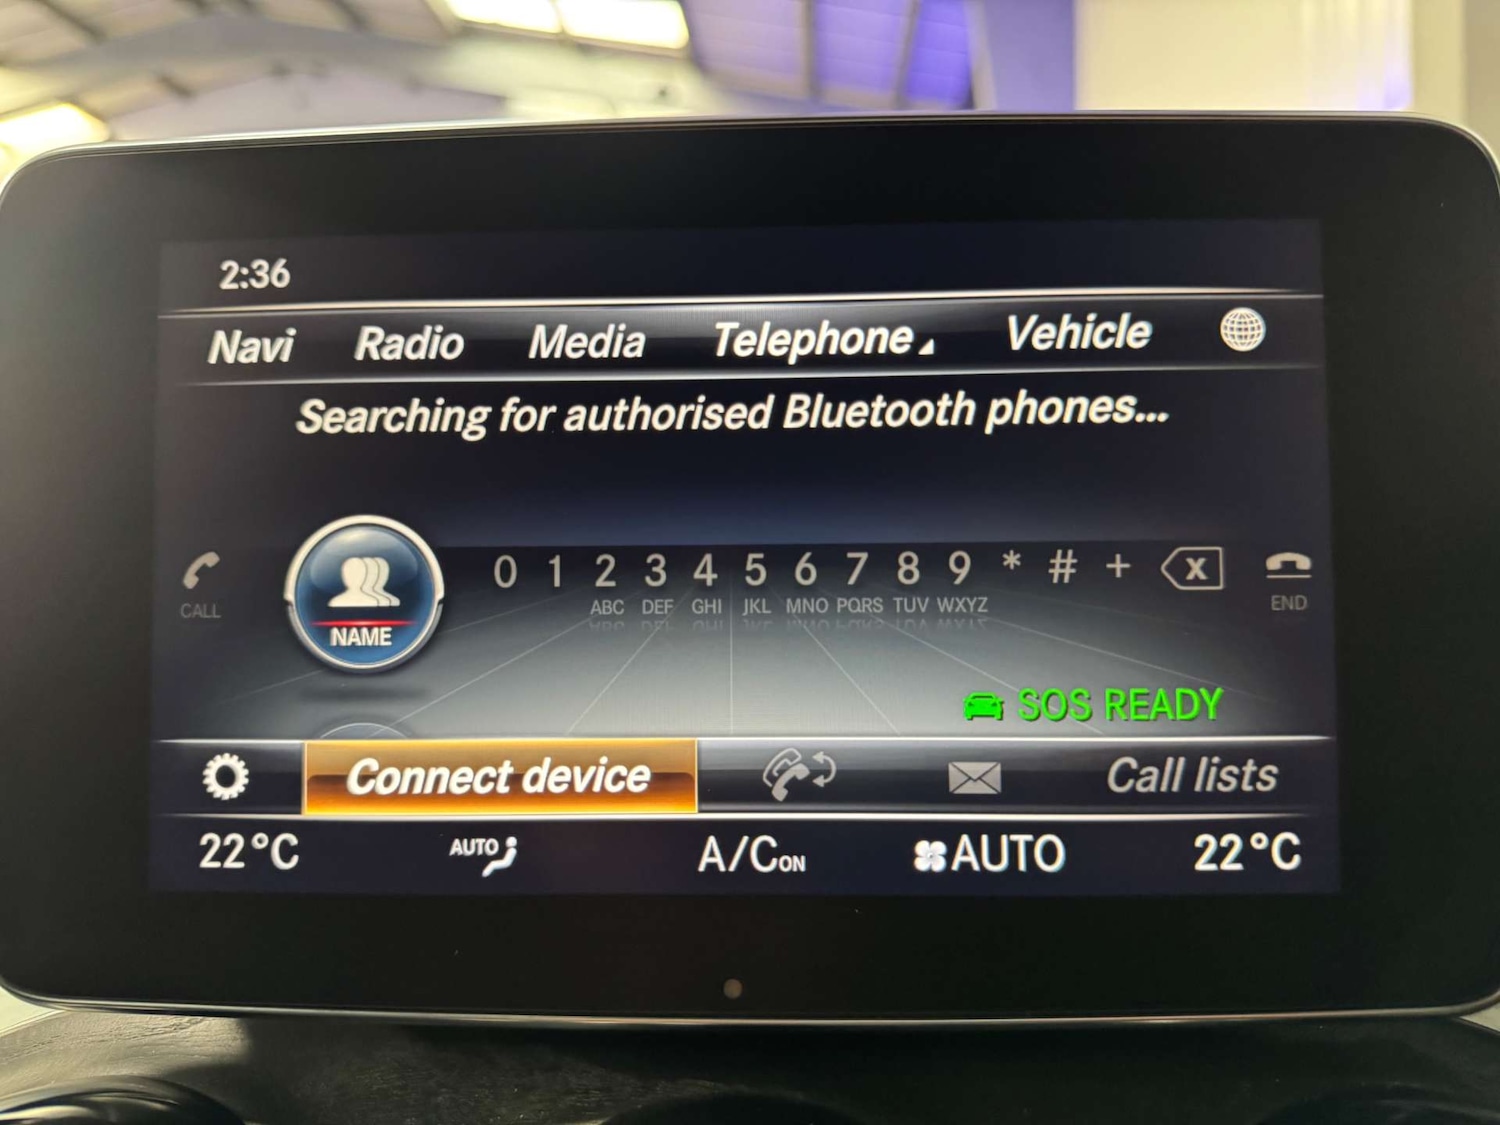 2:36
Navi Radio Media Telephone Vehicle
Searching for authorised Bluetooth phones...
0 1 2 3 4 5 6 7 8 9 * # + X
ABC DEF GHI JKL MNO PQRS TUV WXYZ
CALL NAME END
SOS READY
Connect device Call lists
22°C AUTO A/C ON AUTO 22°C